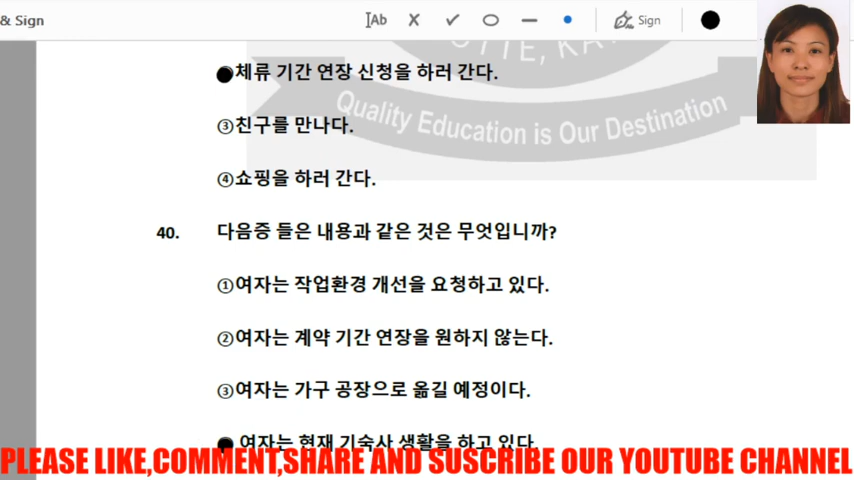 & Sign
IAb
Sign
OTTE, KA
체류 기간 연장 신청을 하러 간다.
Quality Education is Our Destination
③친구를 만나다.
④쇼핑을 하러 간다.
40. 다음증 들은 내용과 같은 것은 무엇입니까?
①여자는 작업환경 개선을 요청하고 있다.
②여자는 계약 기간 연장을 원하지 않는다.
③여자는 가구 공장으로 옮길 예정이다.
여자는 현재 기숙사 생활을 하고 있다.
PLEASE LIKE,COMMENT,SHARE AND SUSCRIBE OUR YOUTUBE CHANNEL